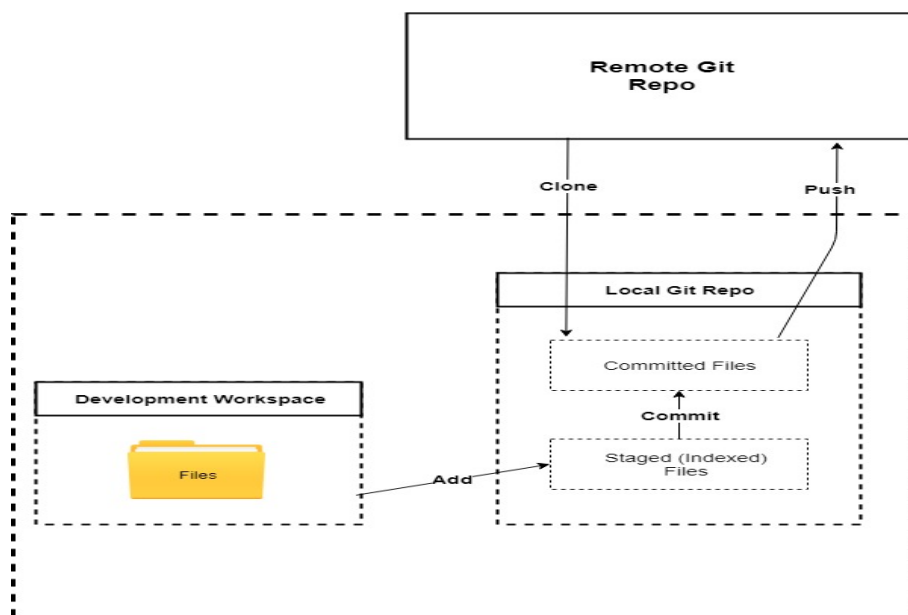 Remote Git
Repo
Clone
Push
Local Git Repo
Committed Files
Development Workspace
Commit
Files
Staged (Indexed)
Files
Add